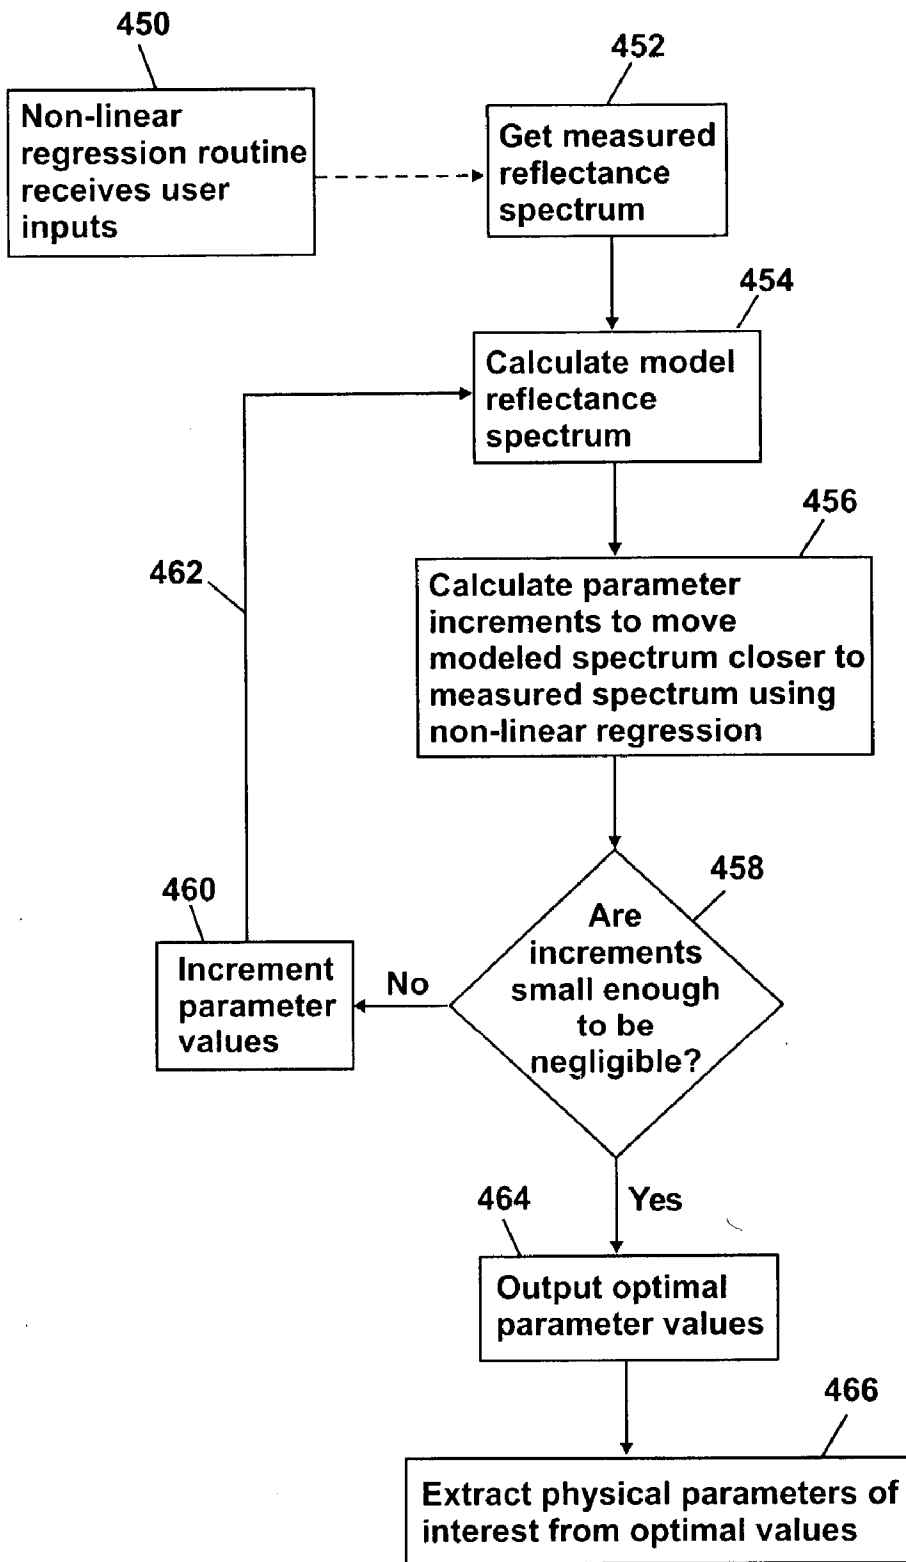 450
Non-linear
regression routine
receives user
inputs
452
Get measured
reflectance
spectrum
454
Calculate model
reflectance
spectrum
456
Calculate parameter
increments to move
modeled spectrum closer to
measured spectrum using
non-linear regression
462
458
Are
increments
small enough
to be
negligible?
No
460
Increment
parameter
values
Yes
464
Output optimal
parameter values
466
Extract physical parameters of
interest from optimal values